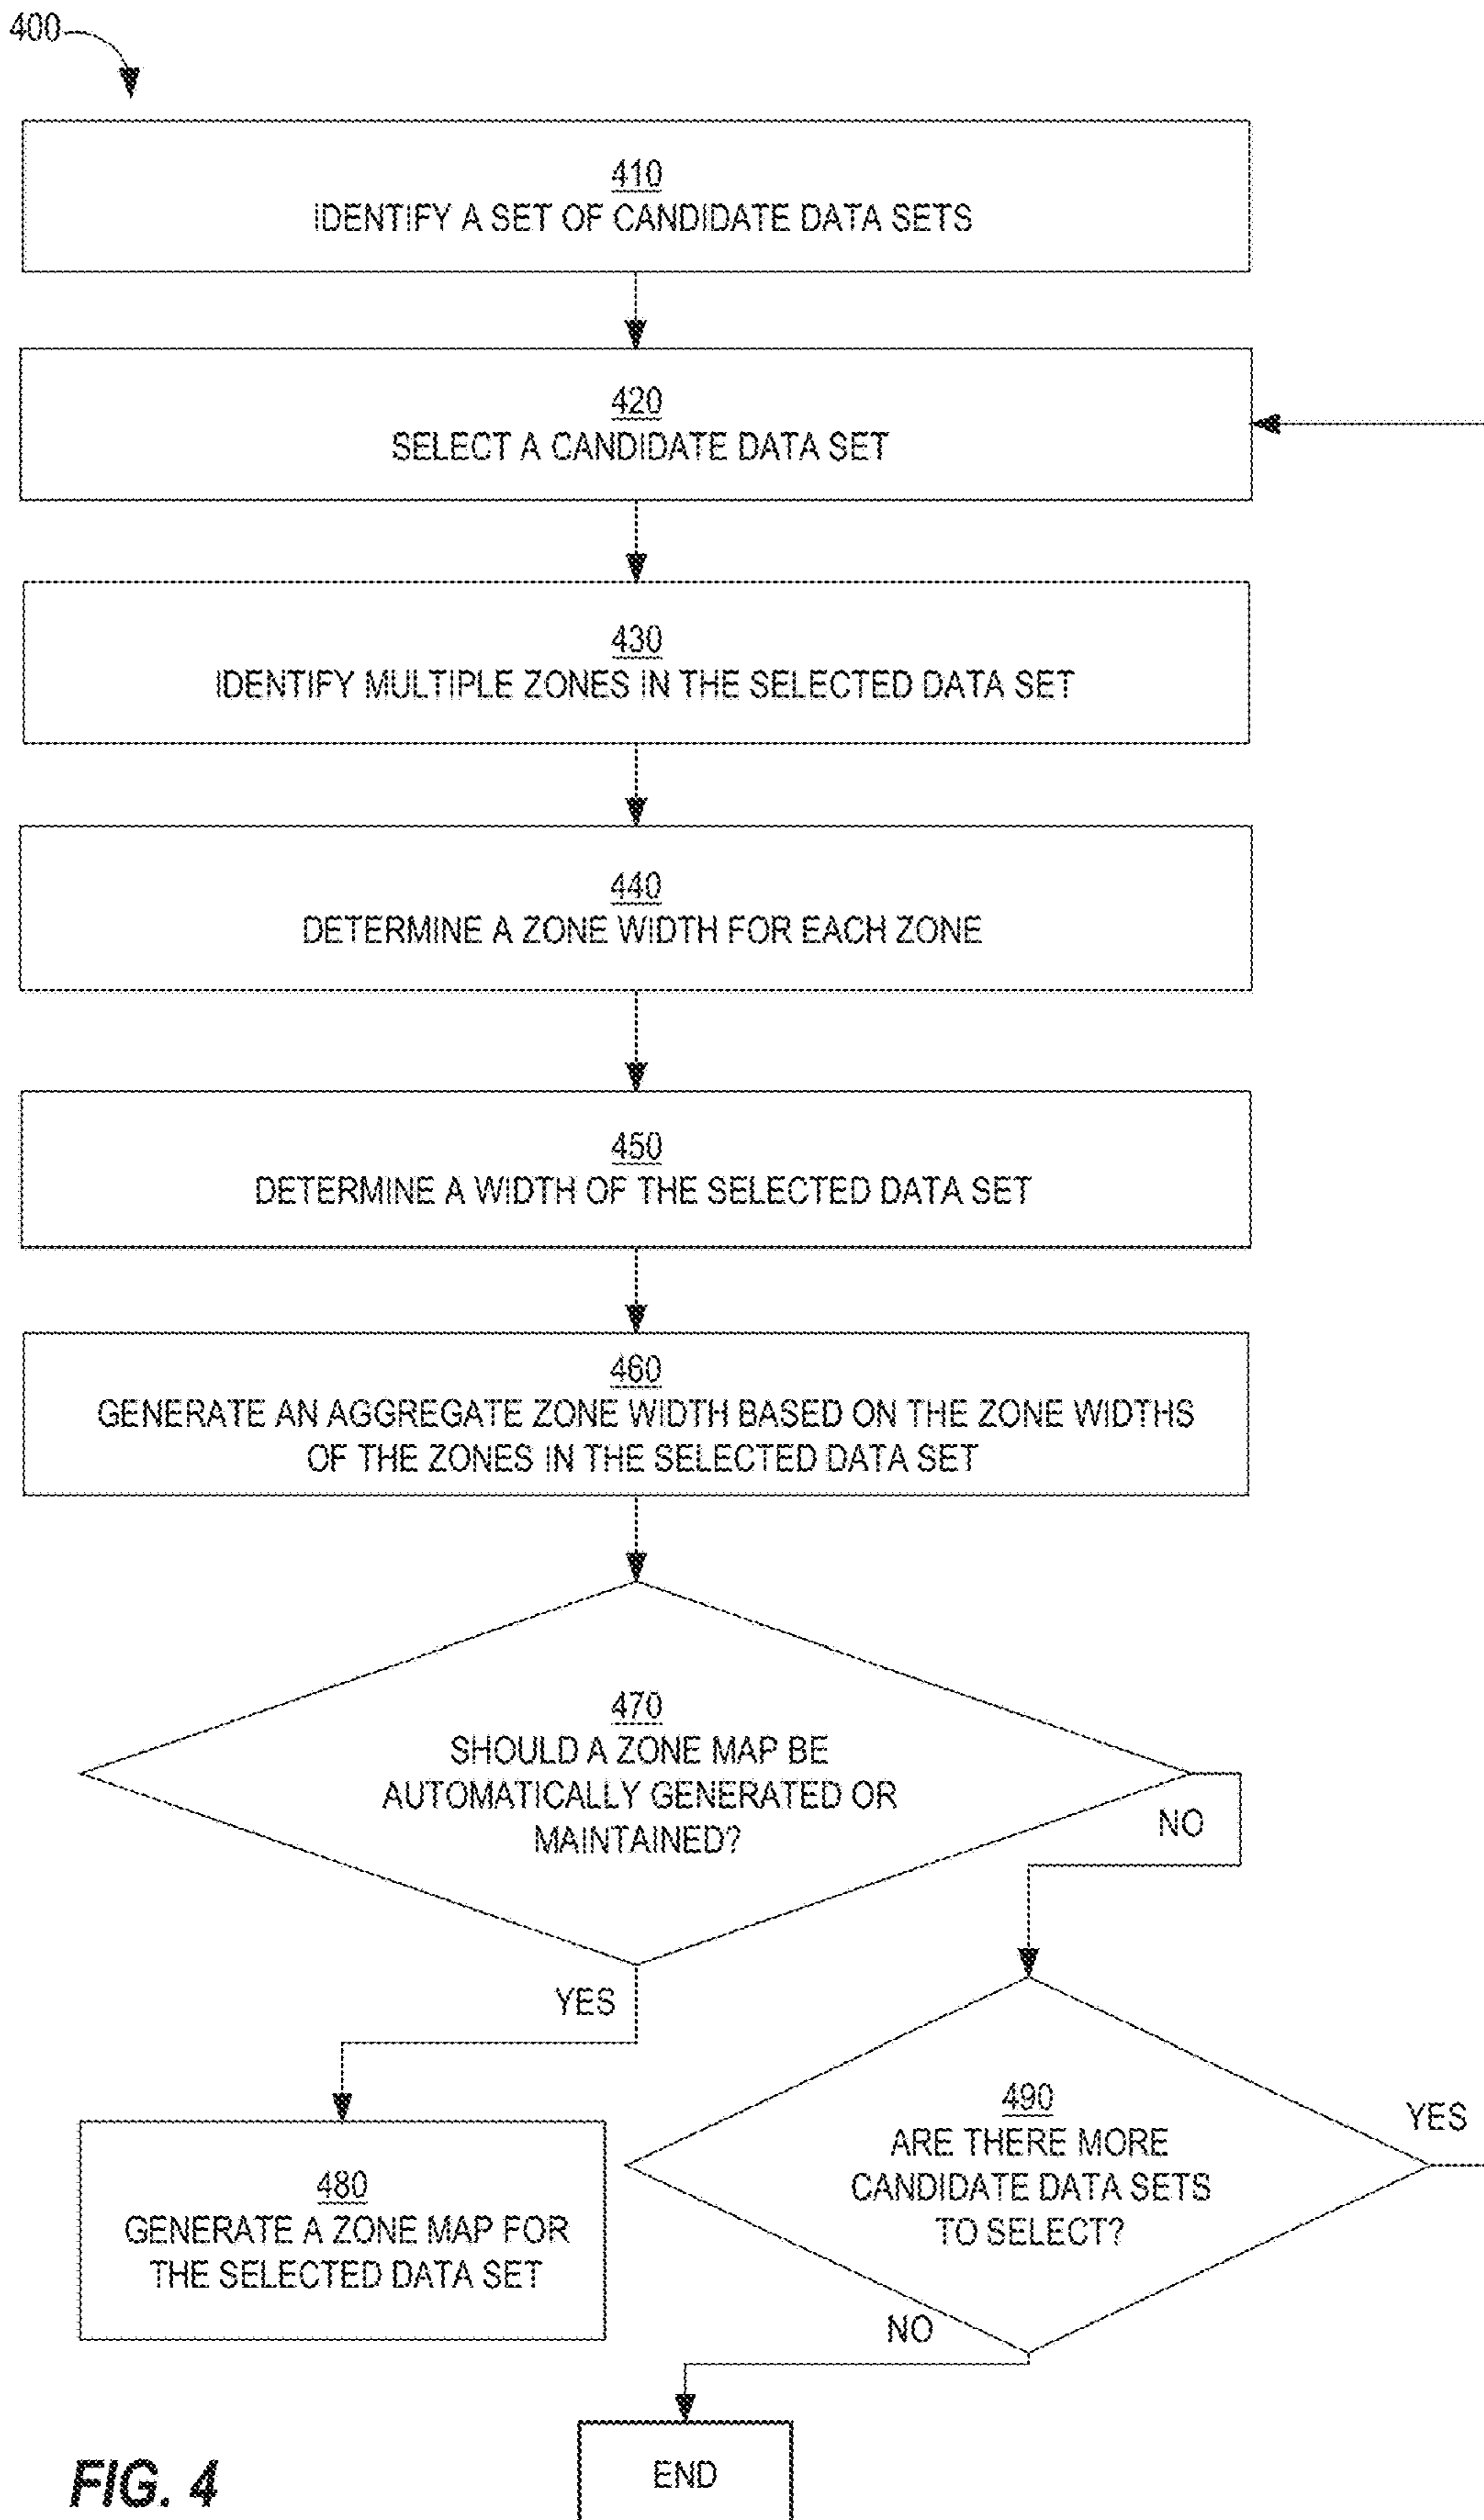 400
410
IDENTIFY A SET OF CANDIDATE DATA SETS
420
SELECT A CANDIDATE DATA SET
430
IDENTIFY MULTIPLE ZONES IN THE SELECTED DATA SET
440
DETERMINE A ZONE WIDTH FOR EACH ZONE
450
DETERMINE A WIDTH OF THE SELECTED DATA SET
460
GENERATE AN AGGREGATE ZONE WIDTH BASED ON THE ZONE WIDTHS
OF THE ZONES IN THE SELECTED DATA SET
470
SHOULD A ZONE MAP BE
AUTOMATICALLY GENERATED OR
MAINTAINED?
NO
YES
480
GENERATE A ZONE MAP FOR
THE SELECTED DATA SET
490
ARE THERE MORE
CANDIDATE DATA SETS
TO SELECT?
YES
NO
END
FIG. 4